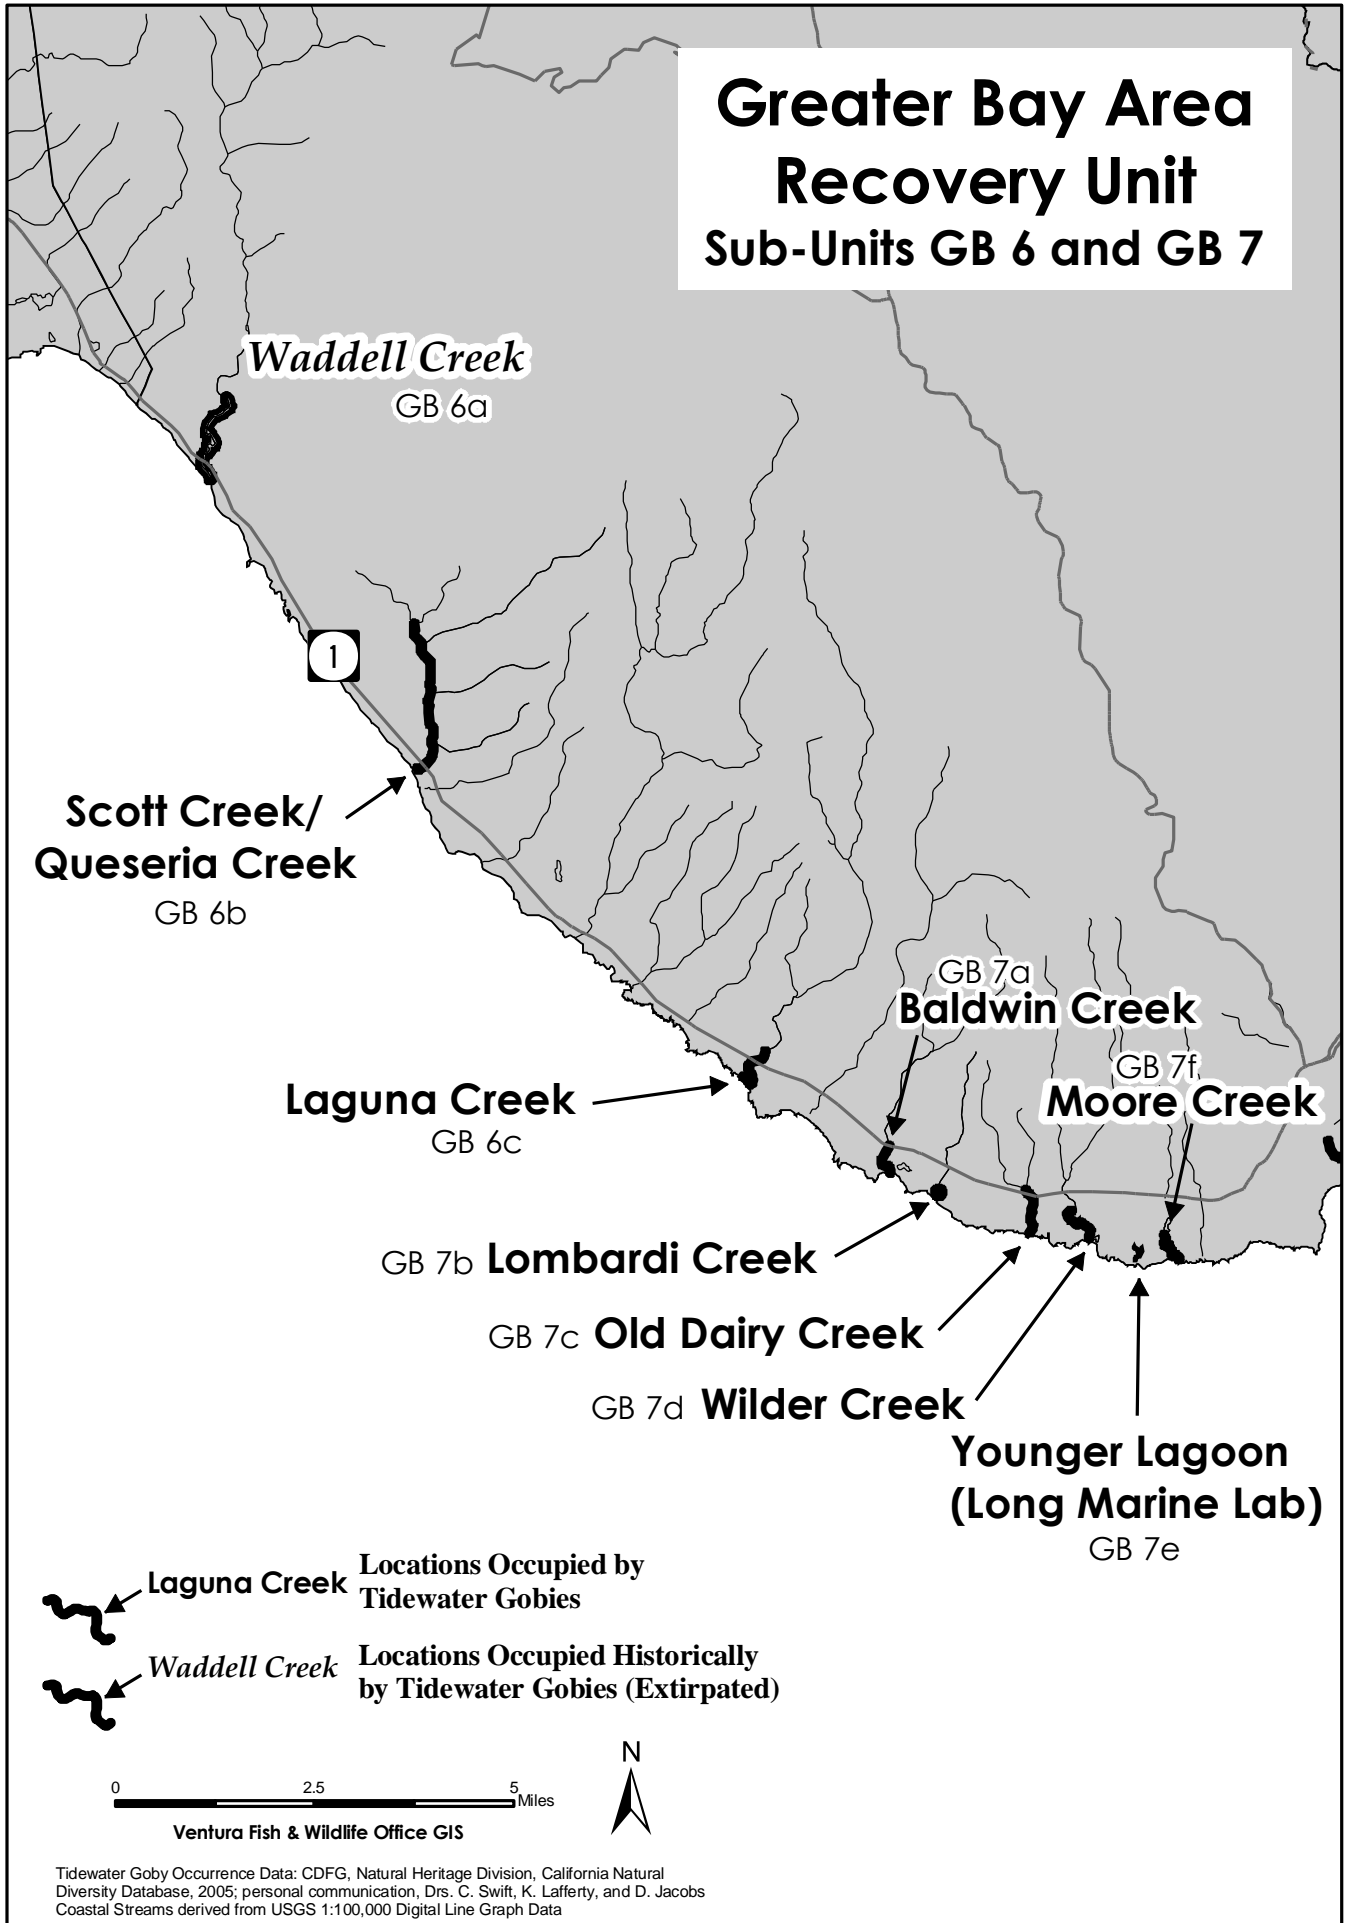 Greater Bay Area
Recovery Unit
Sub-Units GB 6 and GB 7
Waddell Creek
GB 6a
1
Scott Creek/
Queseria Creek
GB 6b
GB 7a
Baldwin Creek
GB 7f
Moore Creek
Laguna Creek
GB 6c
GB 7b Lombardi Creek
GB 7c Old Dairy Creek
GB 7d Wilder Creek
Younger Lagoon
(Long Marine Lab)
GB 7e
Laguna Creek Locations Occupied by
Tidewater Gobies
Waddell Creek Locations Occupied Historically
by Tidewater Gobies (Extirpated)
N
0 2.5 5
Miles
Ventura Fish & Wildlife Office GIS
Tidewater Goby Occurrence Data: CDFG, Natural Heritage Division, California Natural
Diversity Database, 2005; personal communication, Drs. C. Swift, K. Lafferty, and D. Jacobs
Coastal Streams derived from USGS 1:100,000 Digital Line Graph Data